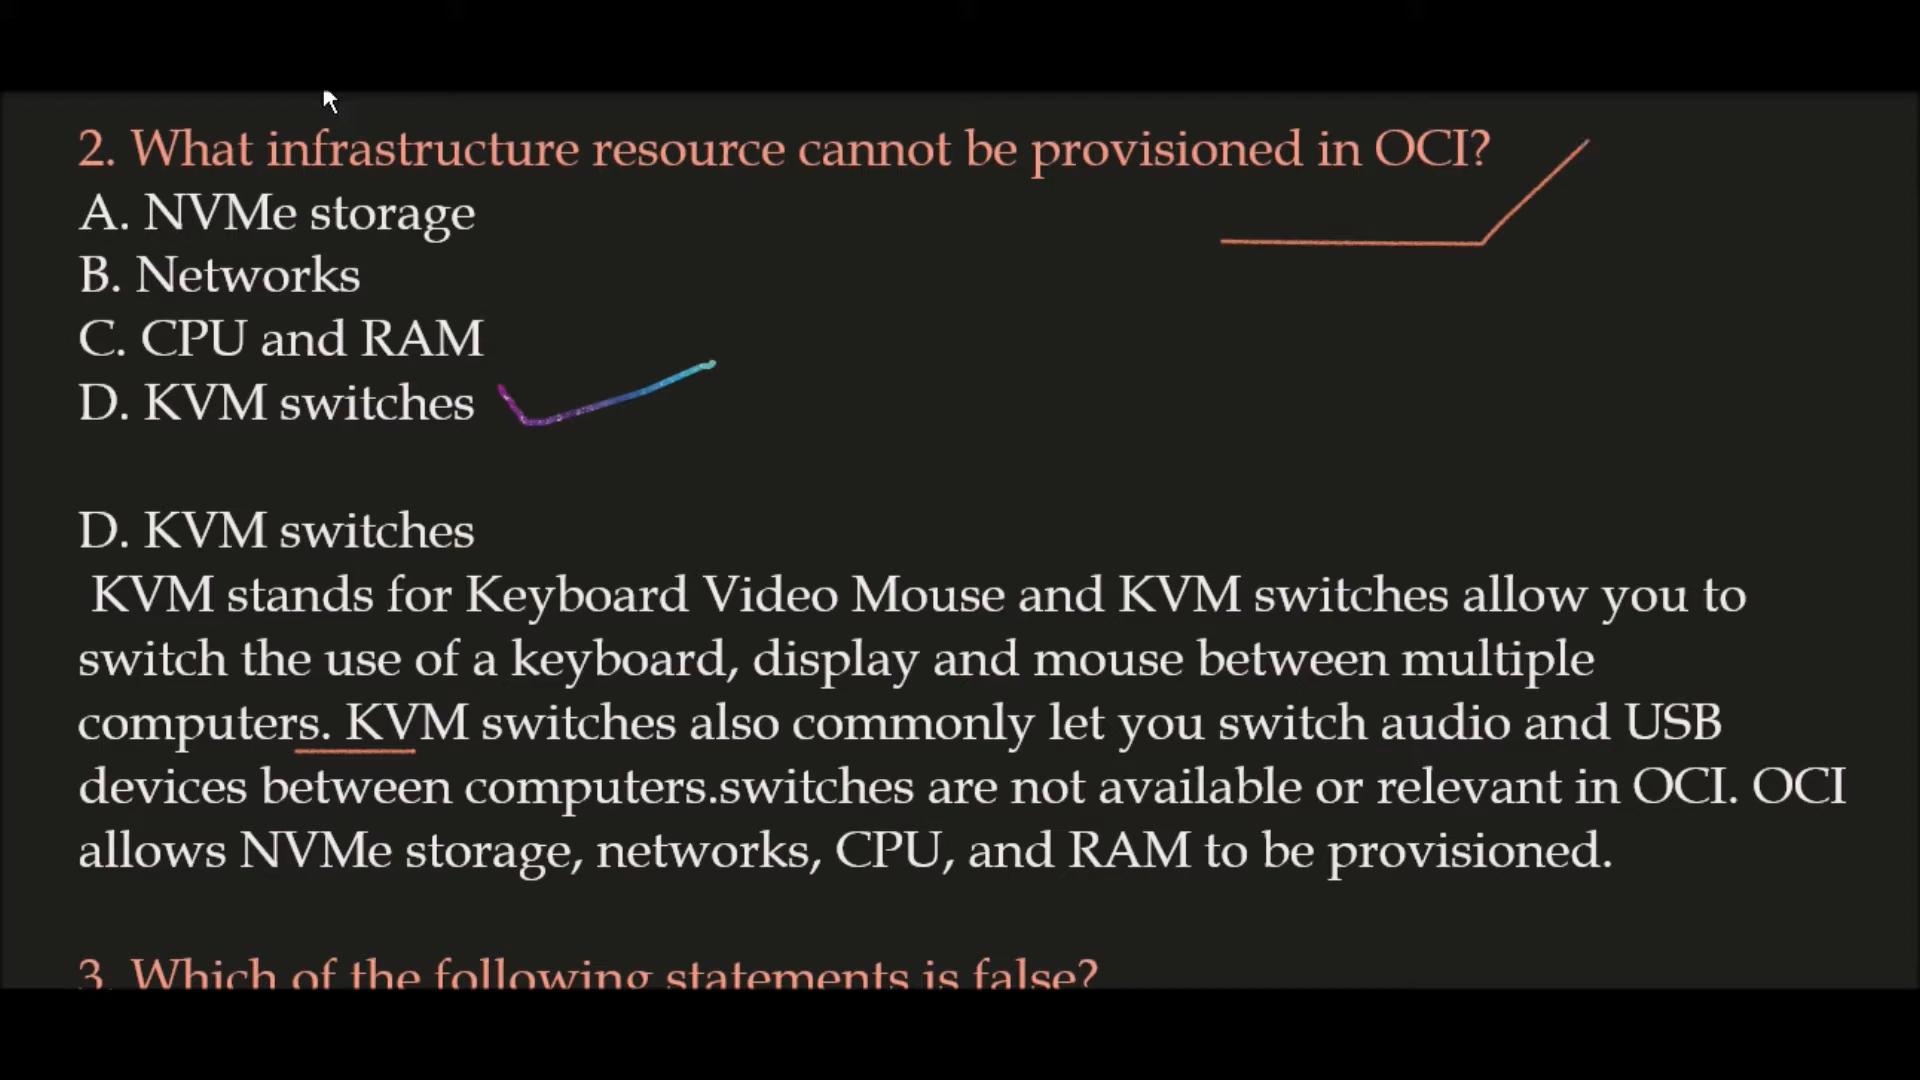 2. What infrastructure resource cannot be provisioned in OCI?
A. NVMe storage
B. Networks
C. CPU and RAM
D. KVM switches
D. KVM switches
KVM stands for Keyboard Video Mouse and KVM switches allow you to
switch the use of a keyboard, display and mouse between multiple
computers. KVM switches also commonly let you switch audio and USB
devices between computers.switches are not available or relevant in OCI. OCI
allows NVMe storage, networks, CPU, and RAM to be provisioned.
3. Which of the following statements is false?